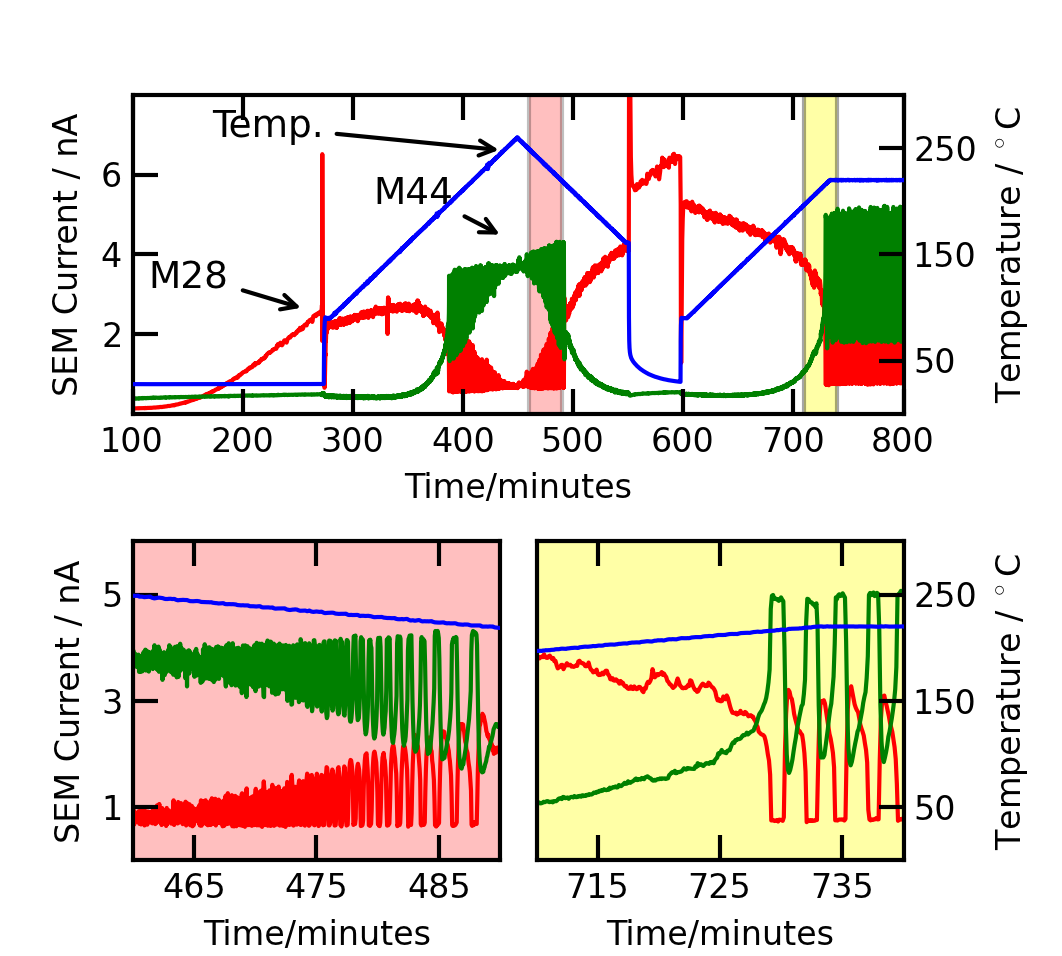 Temp.
M44
M28
SEM Current / nA
6
4
2
Temperature / °C
250
150
50
100 200 300 400 500 600 700 800
Time/minutes
SEM Current / nA
5
3
1
465 475 485
Time/minutes
715 725 735
Time/minutes
250
150
50
Temperature / °C